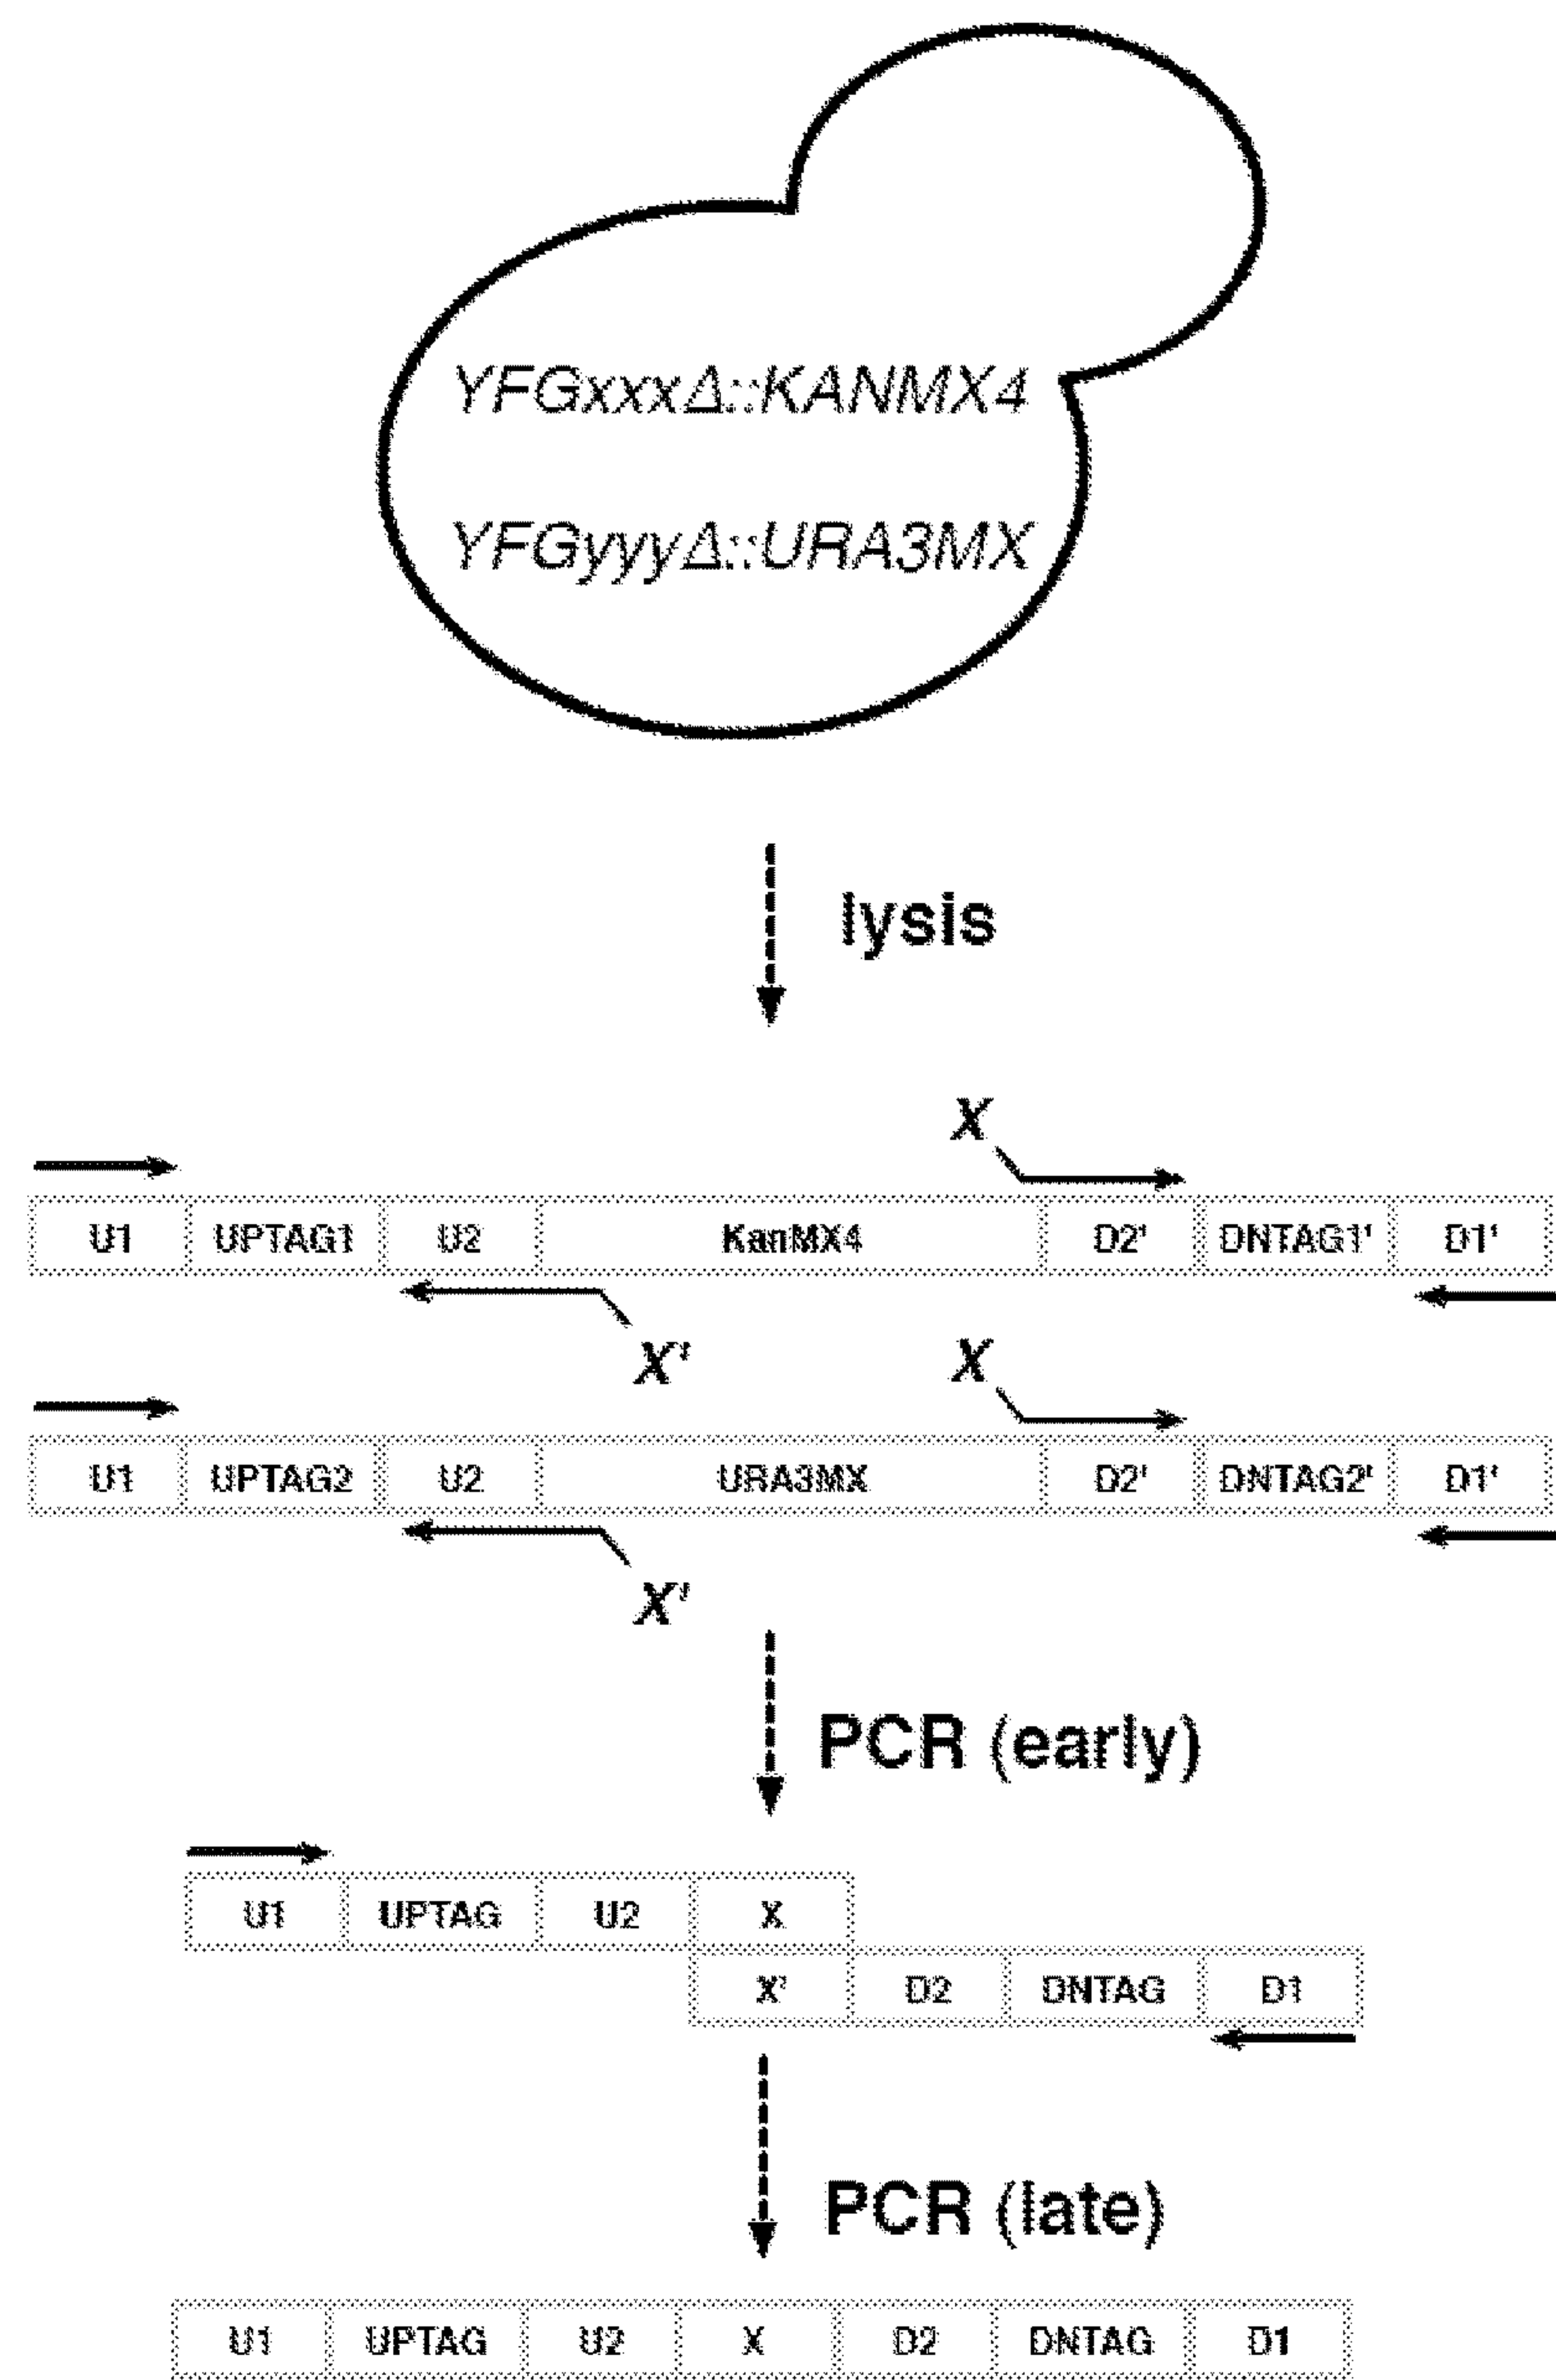 YFGxxxΔ::KANMX4
YFGyyyΔ::URA3MX
lysis
X
U1 UPTAG1 U2 KanMX4 D2' DNTAG1' D1'
X'
X
U1 UPTAG2 U2 URA3MX D2' DNTAG2' D1'
X'
PCR (early)
U1 UPTAG U2 X
X' D2 DNTAG D1
PCR (late)
U1 UPTAG U2 X D2 DNTAG D1